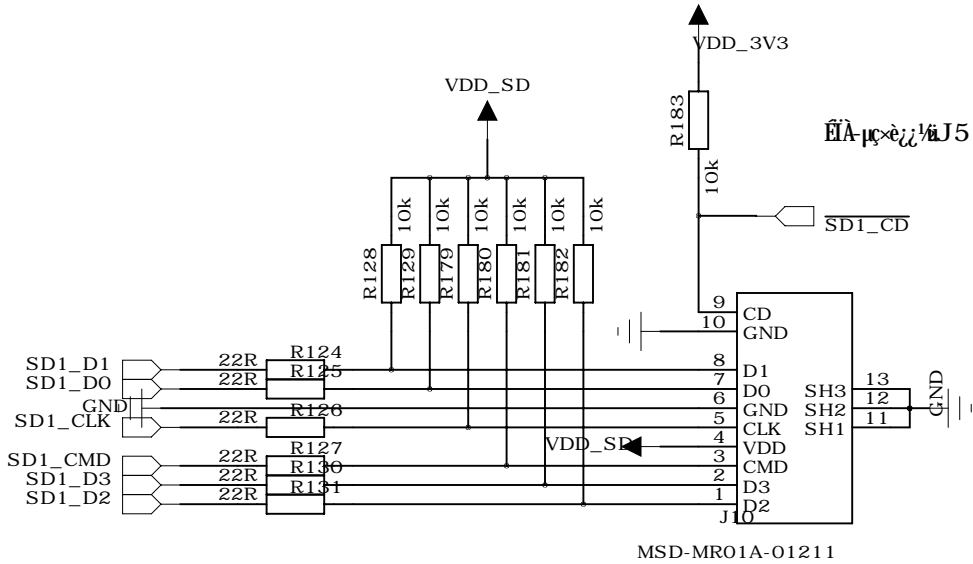 VDD_3V3
VDD_SD
R183
10k
J5
SD1_CD
10k
10k
10k
10k
10k
10k
R128
R129
R179
R180
R181
R182
9
CD
10
GND
SD1_D1
22R
R124
8
D1
SD1_D0
22R
R125
7
D0
SH3
13
GND
6
GND
SH2
12
GND
SD1_CLK
22R
R126
5
CLK
SH1
11
VDD_SD
4
VDD
SD1_CMD
22R
R127
3
CMD
SD1_D3
22R
R130
2
D3
SD1_D2
22R
R131
1
D2
J10
MSD-MR01A-01211